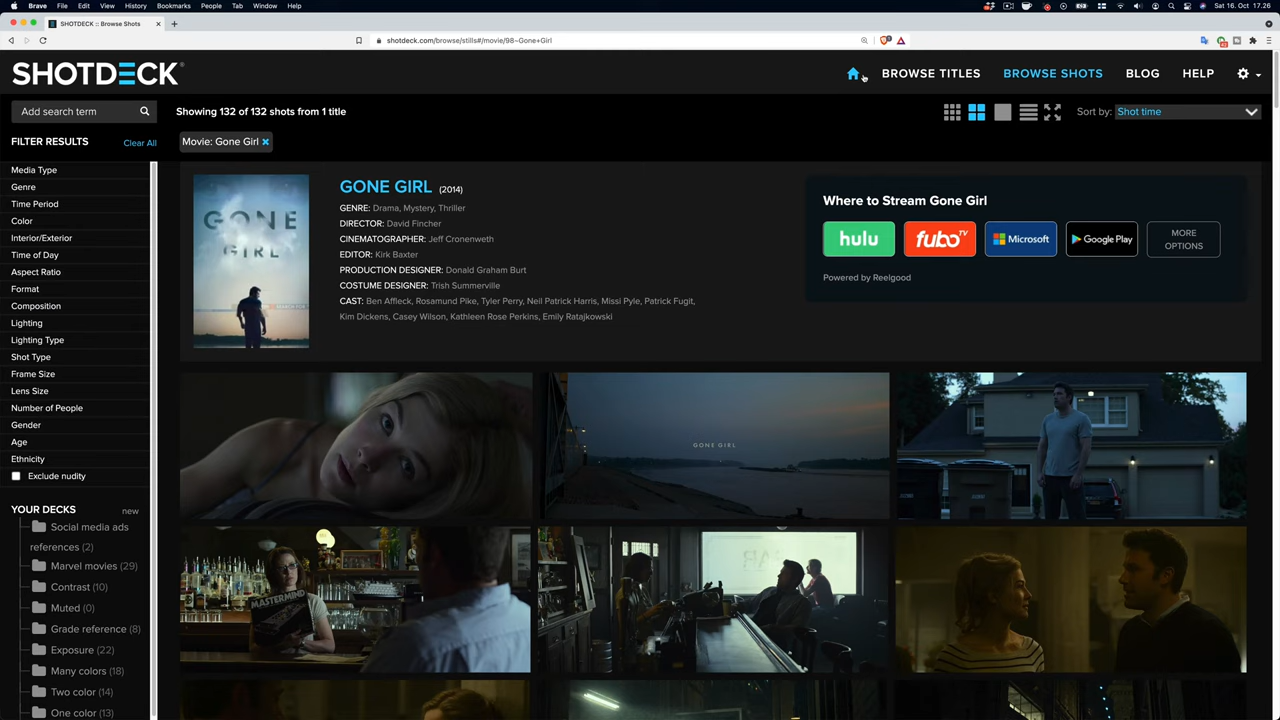 Brave File Edit View History Bookmarks People Tab Window Help
Sat 16. Oct 17.26
SHOTDECK :: Browse Shots
shotdeck.com/browse/stills#/movie/98~Gone+Girl
SHOTDECK
BROWSE TITLES BROWSE SHOTS BLOG HELP
Add search term
Showing 132 of 132 shots from 1 title
Sort by: Shot time
FILTER RESULTS Clear All
Movie: Gone Girl
Media Type
Genre
Time Period
Color
Interior/Exterior
Time of Day
Aspect Ratio
Format
Composition
Lighting
Lighting Type
Shot Type
Frame Size
Lens Size
Number of People
Gender
Age
Ethnicity
Exclude nudity
YOUR DECKS new
Social media ads
references (2)
Marvel movies (29)
Contrast (10)
Muted (0)
Grade reference (8)
Exposure (22)
Many colors (18)
Two color (14)
One color (13)
GONE
GIRL
GONE GIRL (2014)
GENRE: Drama, Mystery, Thriller
DIRECTOR: David Fincher
CINEMATOGRAPHER: Jeff Cronenweth
EDITOR: Kirk Baxter
PRODUCTION DESIGNER: Donald Graham Burt
COSTUME DESIGNER: Trish Summerville
CAST: Ben Affleck, Rosamund Pike, Tyler Perry, Neil Patrick Harris, Missi Pyle, Patrick Fugit,
Kim Dickens, Casey Wilson, Kathleen Rose Perkins, Emily Ratajkowski
Where to Stream Gone Girl
hulu
fuboTV
Microsoft
Google Play
MORE
OPTIONS
Powered by Reelgood
GONE GIRL
MASTERMIND